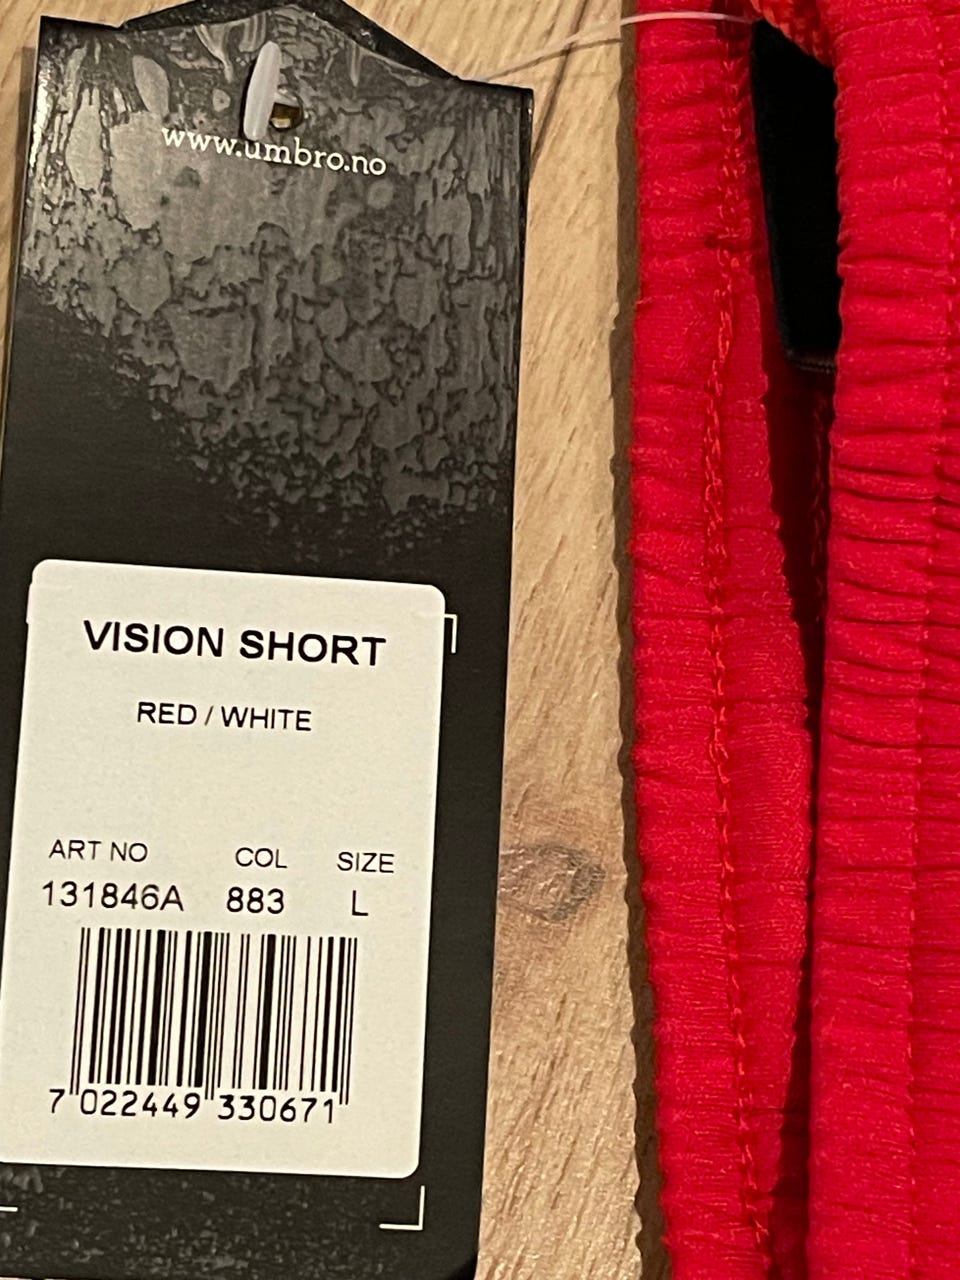 www.umbro.no
VISION SHORT
RED / WHITE
ART NO COL SIZE
131846A 883 L
7 022449 330671